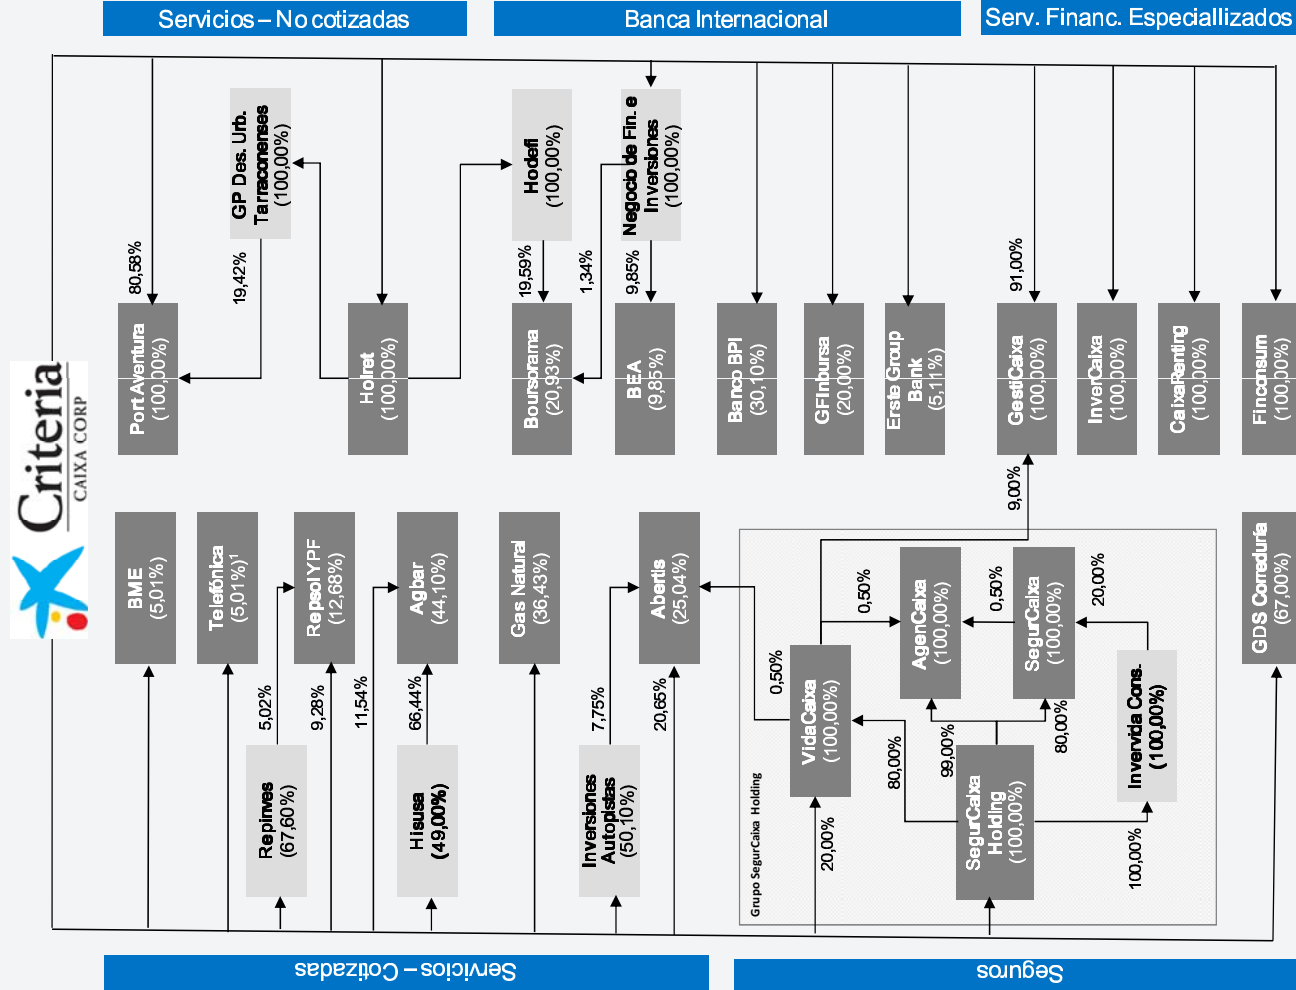 Servicios – No cotizadas
Banca Internacional
Serv. Financ. Especiallizados
Criteria
CAIXA CORP
GP Des. Urb.
Tarraconenses
(100,00%)
Hodefi
(100,00%)
Negocio de Fin. e
Inversiones
(100,00%)
80,58%
19,42%
19,59%
1,34%
9,85%
91,00%
Port Aventura
(100,00%)
Holret
(100,00%)
Boursorama
(20,93%)
BEA
(9,85%)
Banco BPI
(30,10%)
GFInbursa
(20,00%)
Erste Group
Bank
(5,11%)
GestiCaixa
(100,00%)
InverCaixa
(100,00%)
CaixaRenting
(100,00%)
Finconsum
(100,00%)
9,00%
BME
(5,01%)
Telefónica
(5,01%)¹
Repsol YPF
(12,68%)
Agbar
(44,10%)
Gas Natural
(36,43%)
Abertis
(25,04%)
GDS Correduría
(67,00%)
5,02%
9,28%
11,54%
66,44%
7,75%
20,65%
0,50%
Repinves
(67,60%)
Hisusa
(49,00%)
Inversiones
Autopistas
(50,10%)
Grupo SegurCaixa Holding
VidaCaixa
(100,00%)
AgenCaixa
(100,00%)
SegurCaixa
(100,00%)
0,50%
0,50%
20,00%
80,00%
99,00%
80,00%
20,00%
SegurCaixa
Holding
(100,00%)
Invervida Cons.
(100,00%)
100,00%
Servicios – Cotizadas
Seguros